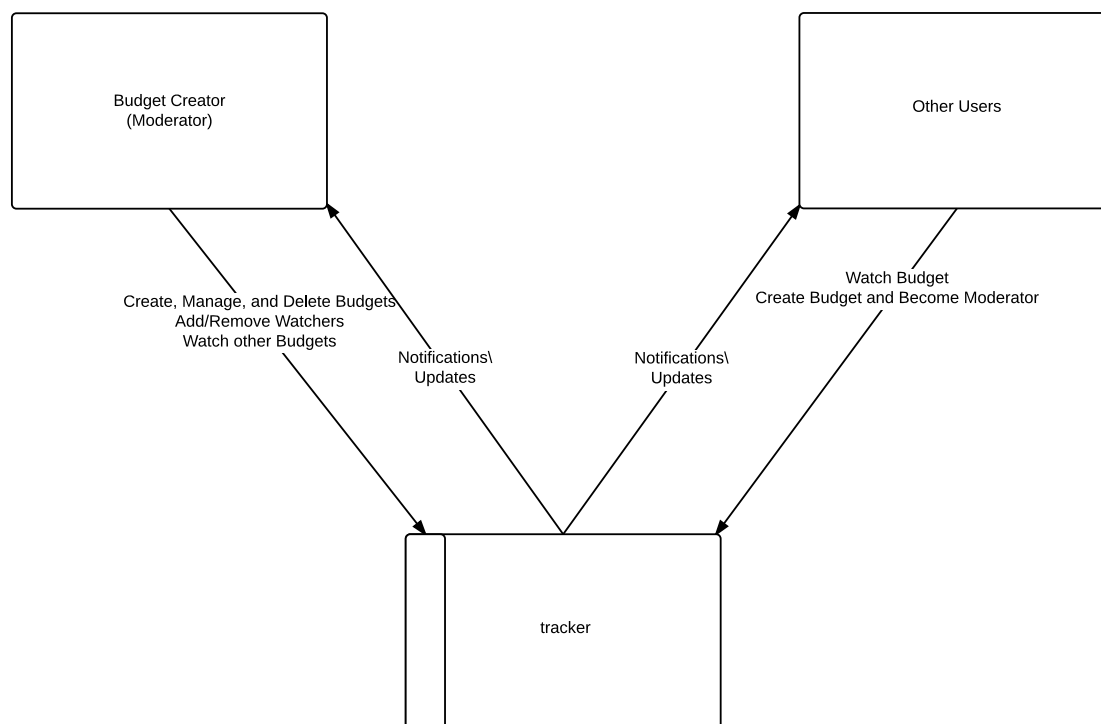 Budget Creator
(Moderator)
Other Users
Create, Manage, and Delete Budgets
Add/Remove Watchers
Watch other Budgets
Notifications\
Updates
Notifications\
Updates
Watch Budget
Create Budget and Become Moderator
tracker